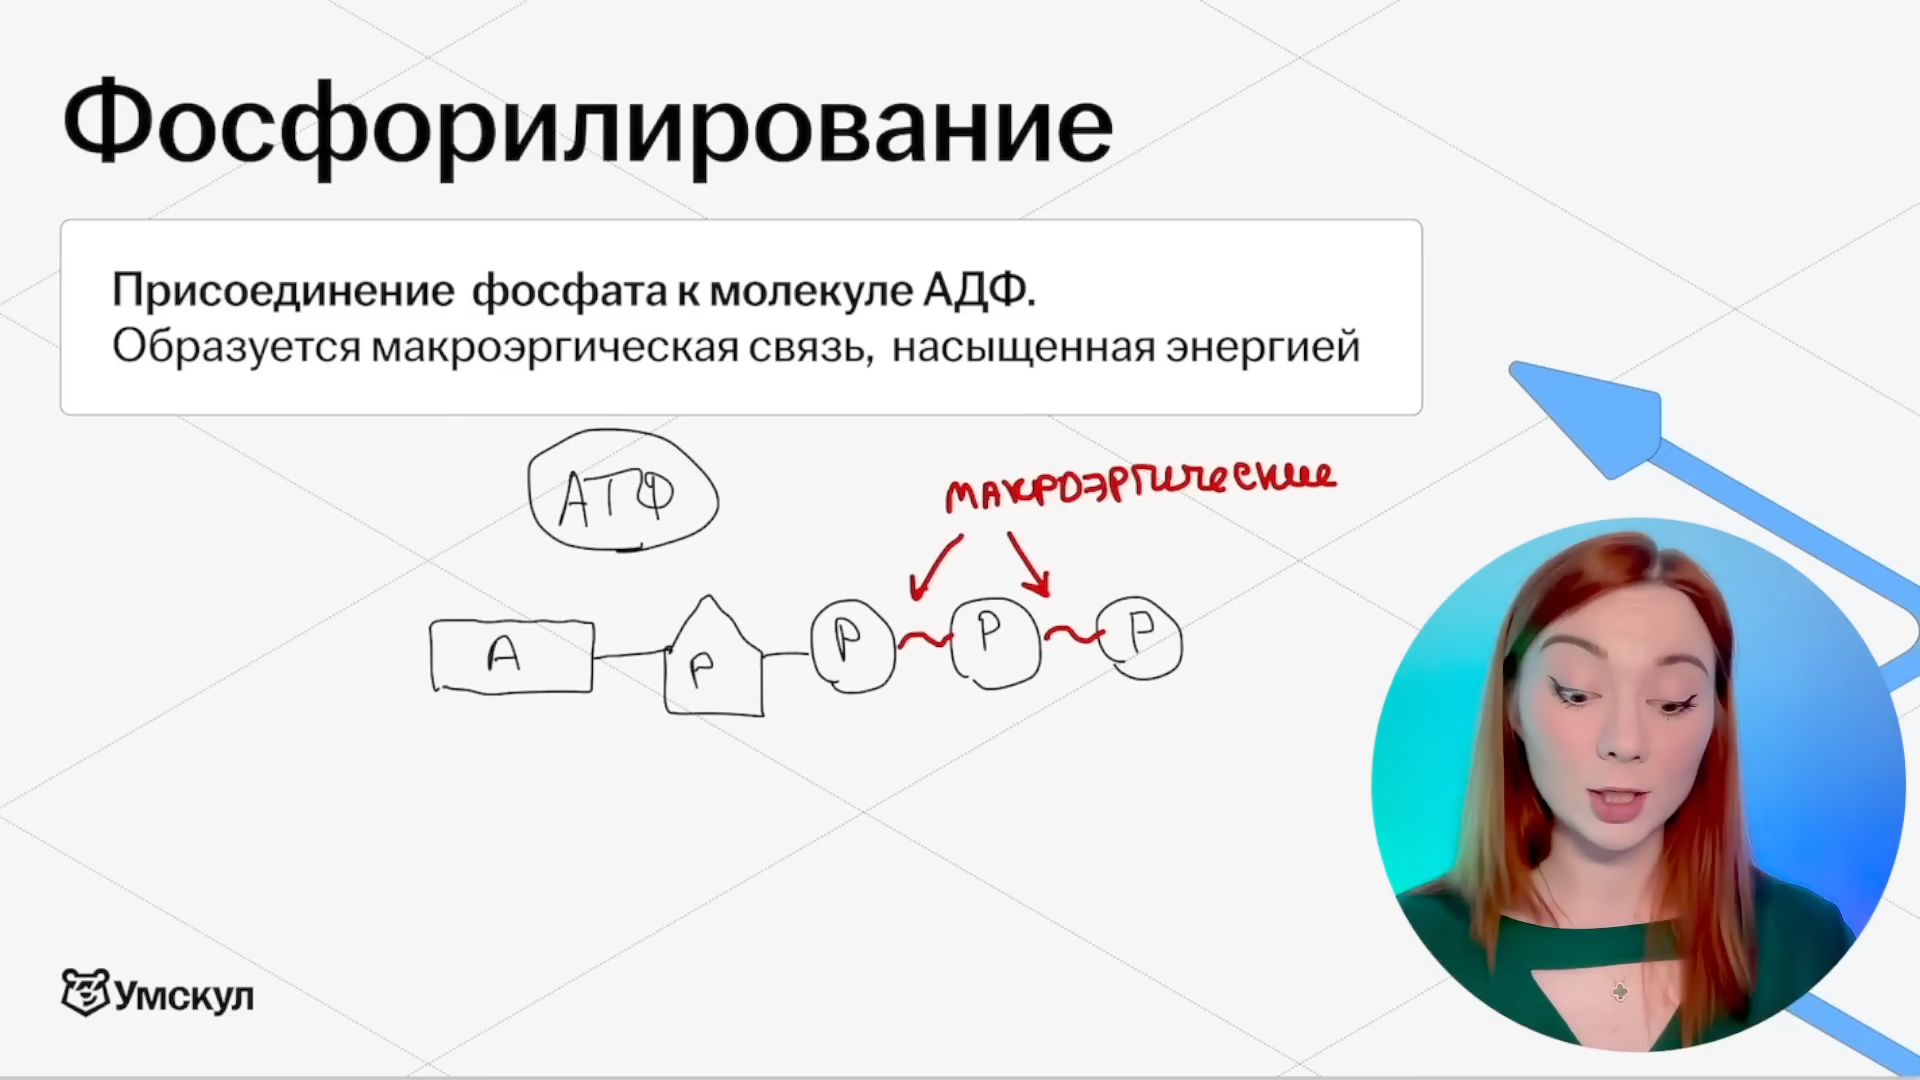 Фосфорилирование
Присоединение фосфата к молекуле АДФ.
Образуется макроэргическая связь, насыщенная энергией
АТФ
макроэргические
А Р Р Р Р
Умскул